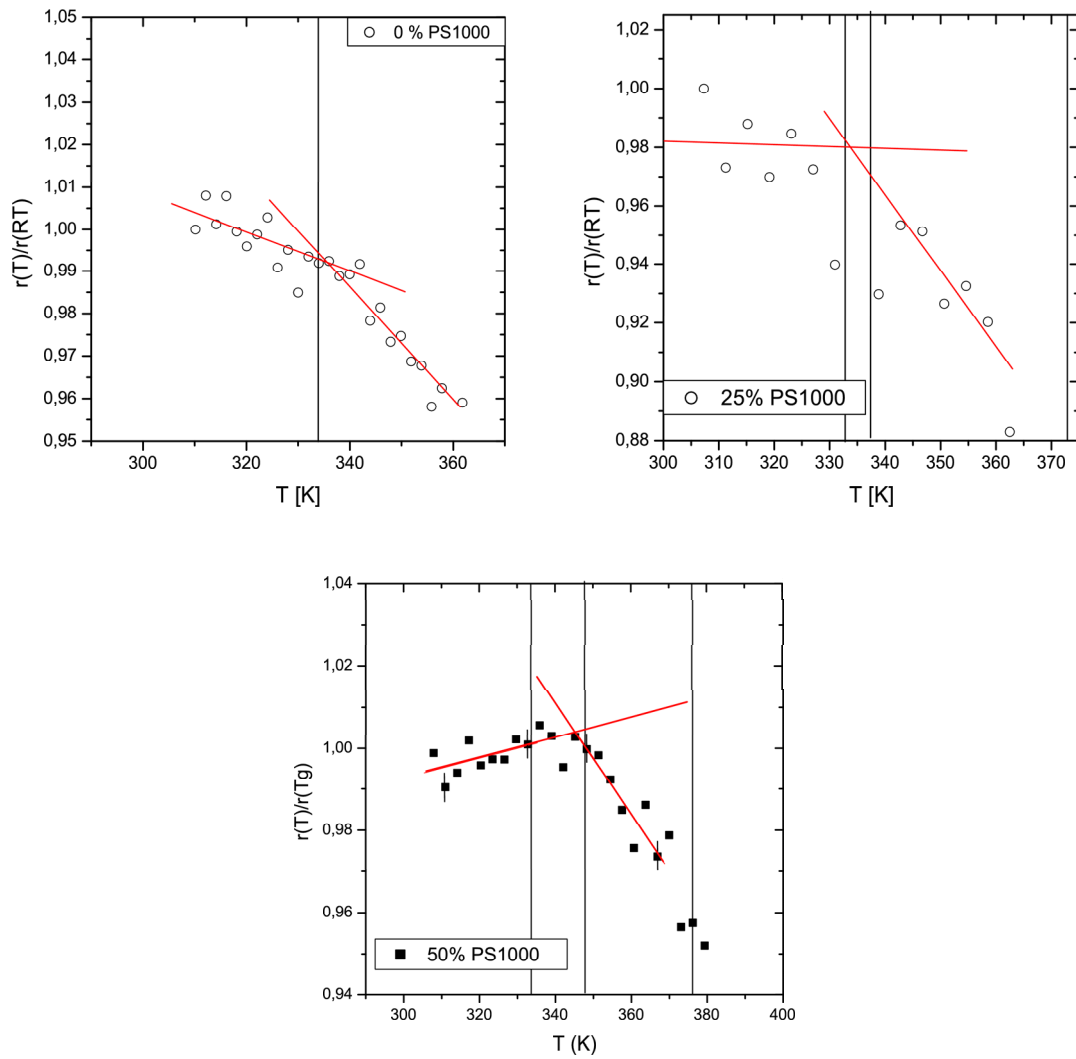 1,05
1,04
1,03
1,02
1,01
1,00
0,99
0,98
0,97
0,96
0,95
r(T)/r(RT)
0 % PS1000
300 320 340 360
T [K]
1,02
1,00
0,98
0,96
0,94
0,92
0,90
0,88
r(T)/r(RT)
25% PS1000
300 310 320 330 340 350 360 370
T [K]
1,04
1,02
1,00
0,98
0,96
0,94
r(T)/r(Tg)
50% PS1000
300 320 340 360 380 400
T (K)